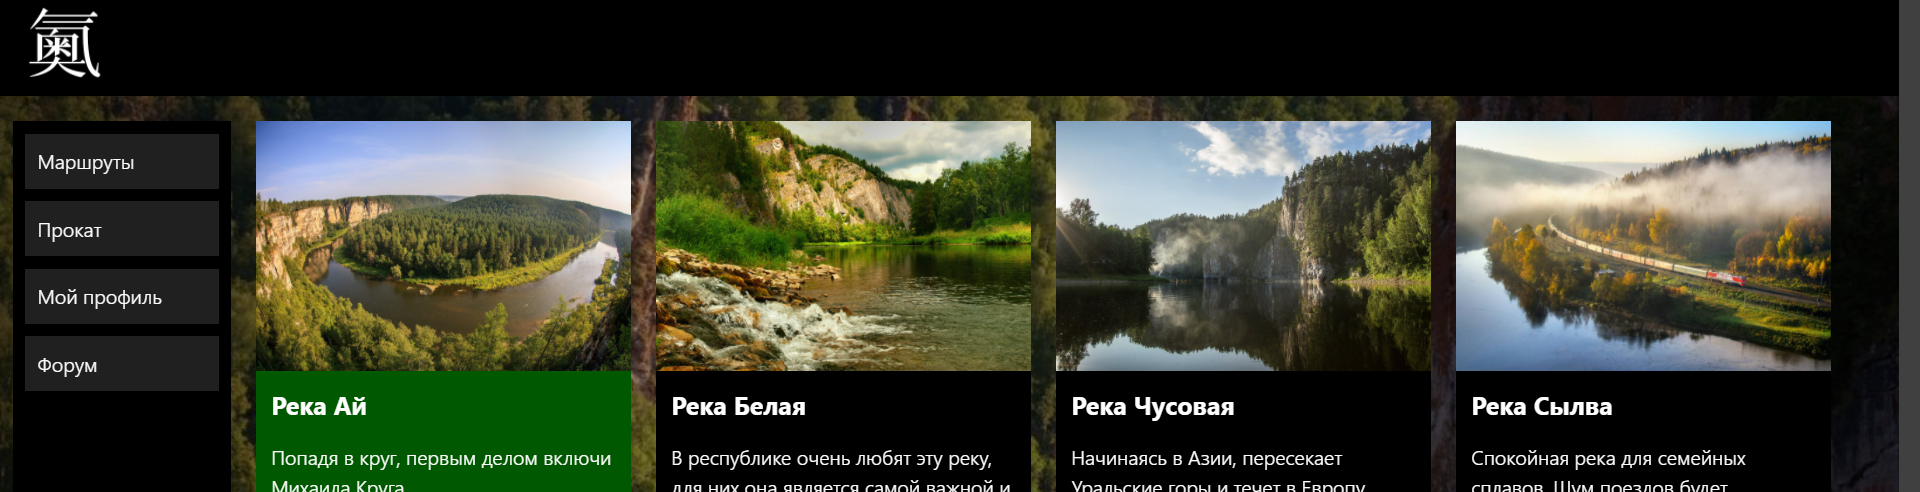 鿫
Маршруты
Прокат
Мой профиль
Форум
Река Ай
Попадя в круг, первым делом включи
Михаила Круга
Река Белая
В республике очень любят эту реку,
для них она является самой важной и
Река Чусовая
Начинаясь в Азии, пересекает
Уральские горы и течет в Европу
Река Сылва
Спокойная река для семейных
сплавов. Шум поездов будет